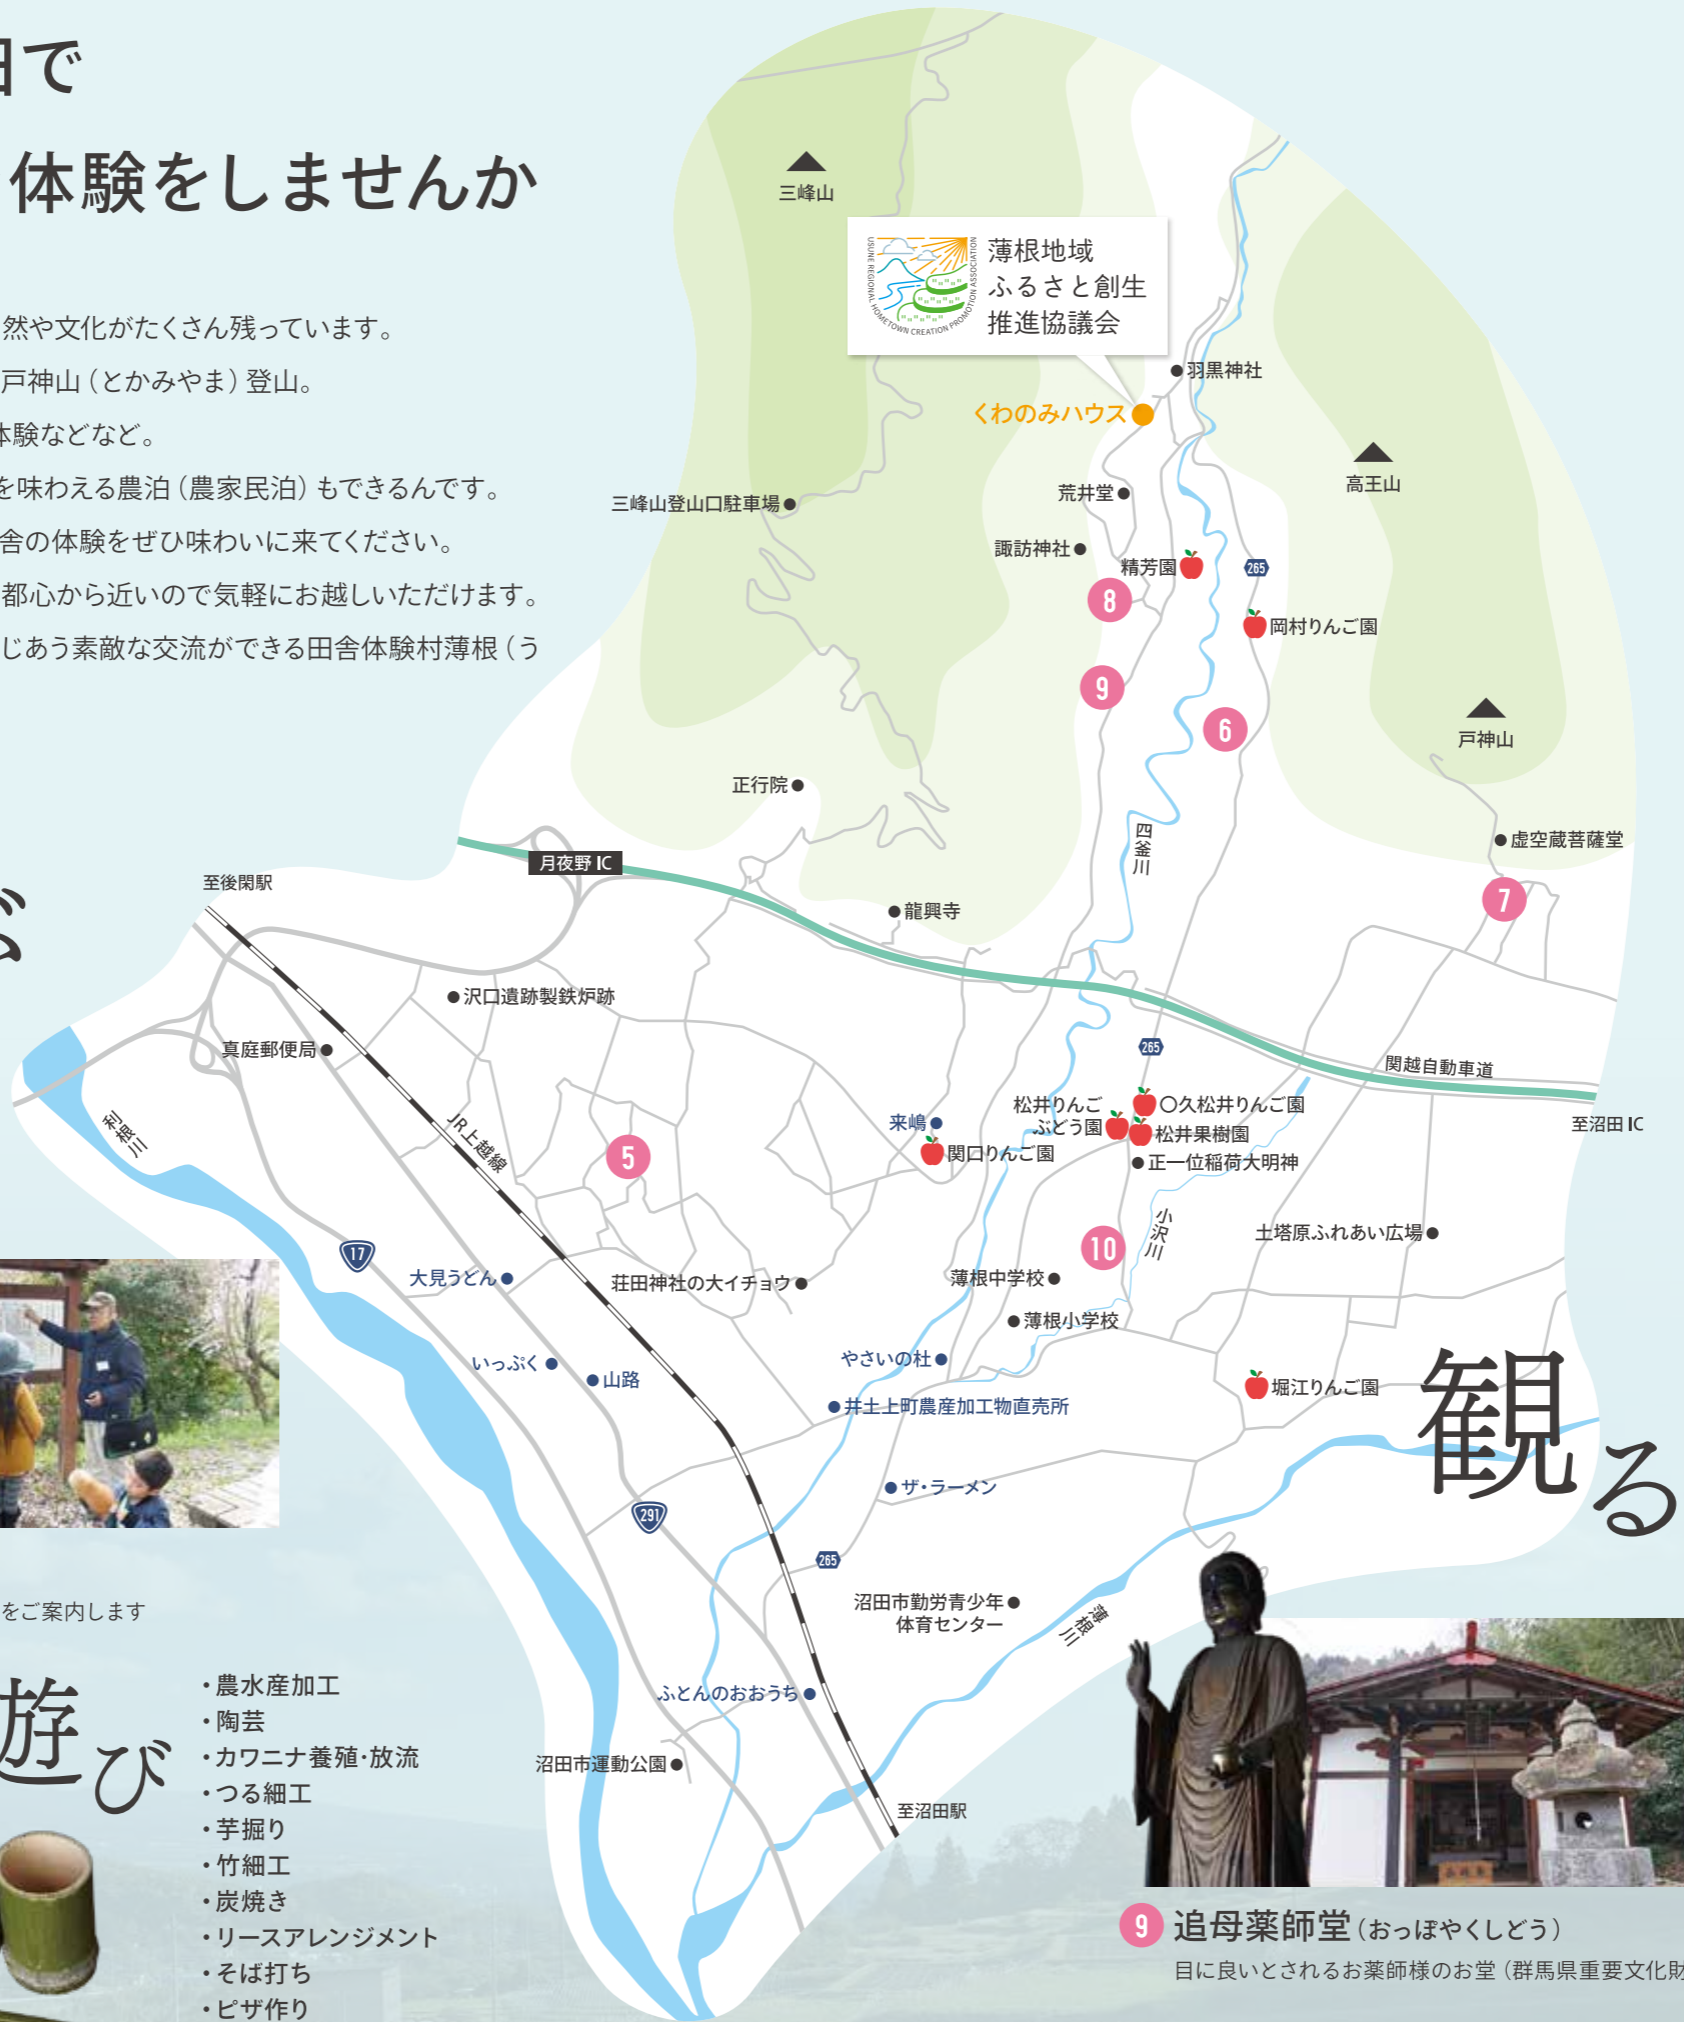 田で
体験をしませんか
然や文化がたくさん残っています。
戸神山（とかみやま）登山。
体験などなど。
を味わえる農泊（農家民泊）もできるんです。
舎の体験をぜひ味わいに来てください。
都心から近いので気軽にお越しいただけます。
じあう素敵な交流ができる田舎体験村薄根（う
三峰山
USUNE REGIONAL HOMETOWN CREATION PROMOTION ASSOCIATION
薄根地域
ふるさと創生
推進協議会
羽黒神社
くわのみハウス
高王山
荒井堂
三峰山登山口駐車場
諏訪神社
精芳園
265
8
岡村りんご園
9
6
戸神山
正行院
四釜川
虚空蔵菩薩堂
月夜野 IC
至後閑駅
7
龍興寺
沢口遺跡製鉄炉跡
真庭郵便局
265
関越自動車道
利根川
JR上越線
来嶋
松井りんご
ぶどう園
〇久松井りんご園
至沼田 IC
松井果樹園
関口りんご園
5
正一位稲荷大明神
小沢川
土塔原ふれあい広場
10
17
大見うどん
荘田神社の大イチョウ
薄根中学校
薄根小学校
いっぷく
山路
やさいの杜
堀江りんご園
井土上町農産加工物直売所
観る
ザ・ラーメン
291
265
沼田市勤労青少年
体育センター
薄根川
をご案内します
遊び
・農水産加工
・陶芸
・カワニナ養殖・放流
・つる細工
・芋掘り
・竹細工
・炭焼き
・リースアレンジメント
・そば打ち
・ピザ作り
ふとんのおおうち
沼田市運動公園
至沼田駅
9 追母薬師堂（おっぽやくしどう）
目に良いとされるお薬師様のお堂（群馬県重要文化財